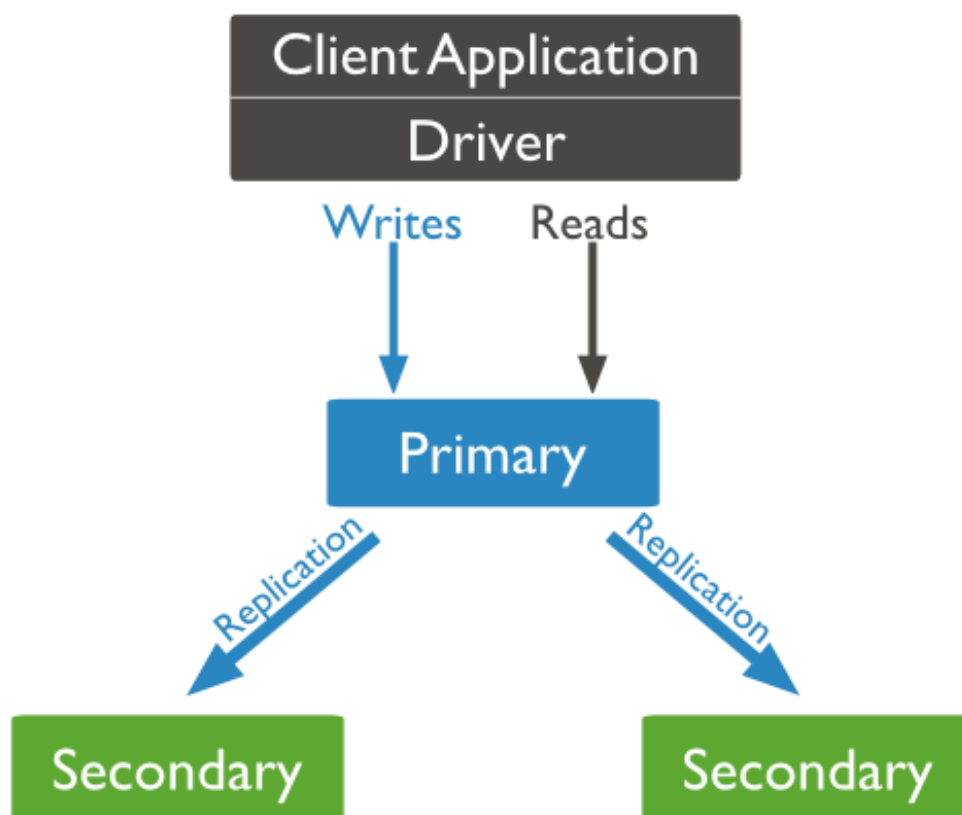 Client Application
Driver
Writes
Reads
Primary
Replication
Replication
Secondary
Secondary